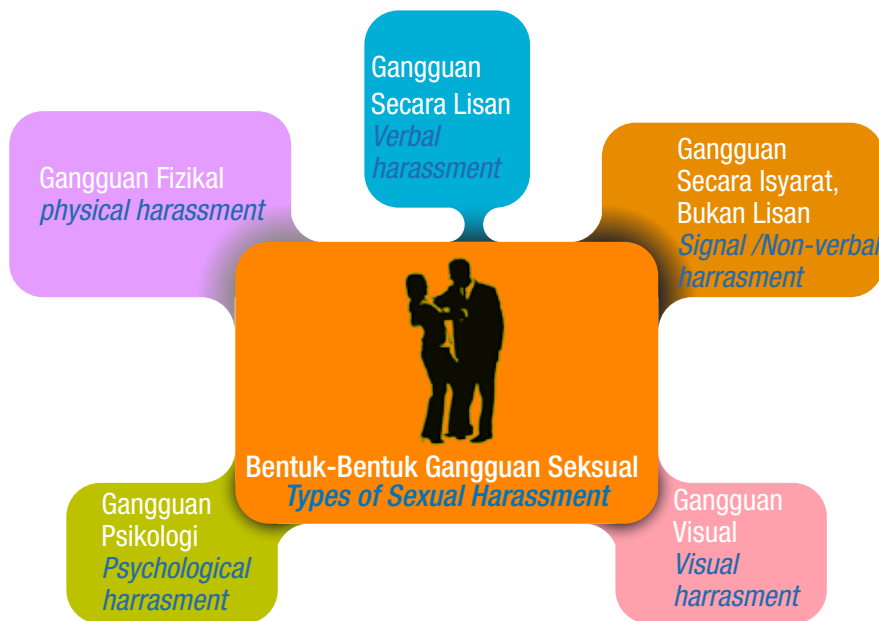 Gangguan
Secara Lisan
Verbal
harassment
Gangguan Fizikal
physical harassment
Gangguan
Secara Isyarat,
Bukan Lisan
Signal /Non-verbal
harrasment
Bentuk-Bentuk Gangguan Seksual
Types of Sexual Harassment
Gangguan
Psikologi
Psychological
harrasment
Gangguan
Visual
Visual
harrasment